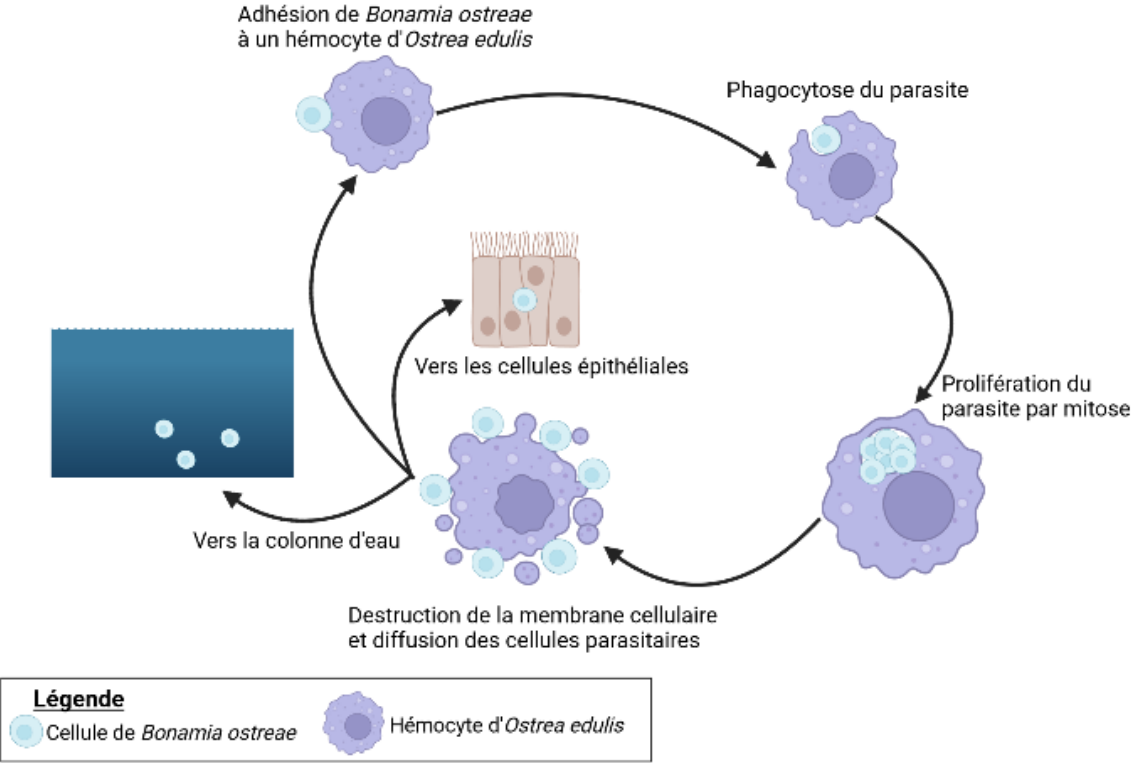 Adhésion de Bonamia ostreae
à un hémocyte d'Ostrea edulis
Phagocytose du parasite
Prolifération du
parasite par mitose
Destruction de la membrane cellulaire
et diffusion des cellules parasitaires
Vers les cellules épithéliales
Vers la colonne d'eau
Légende
Cellule de Bonamia ostreae
Hémocyte d'Ostrea edulis